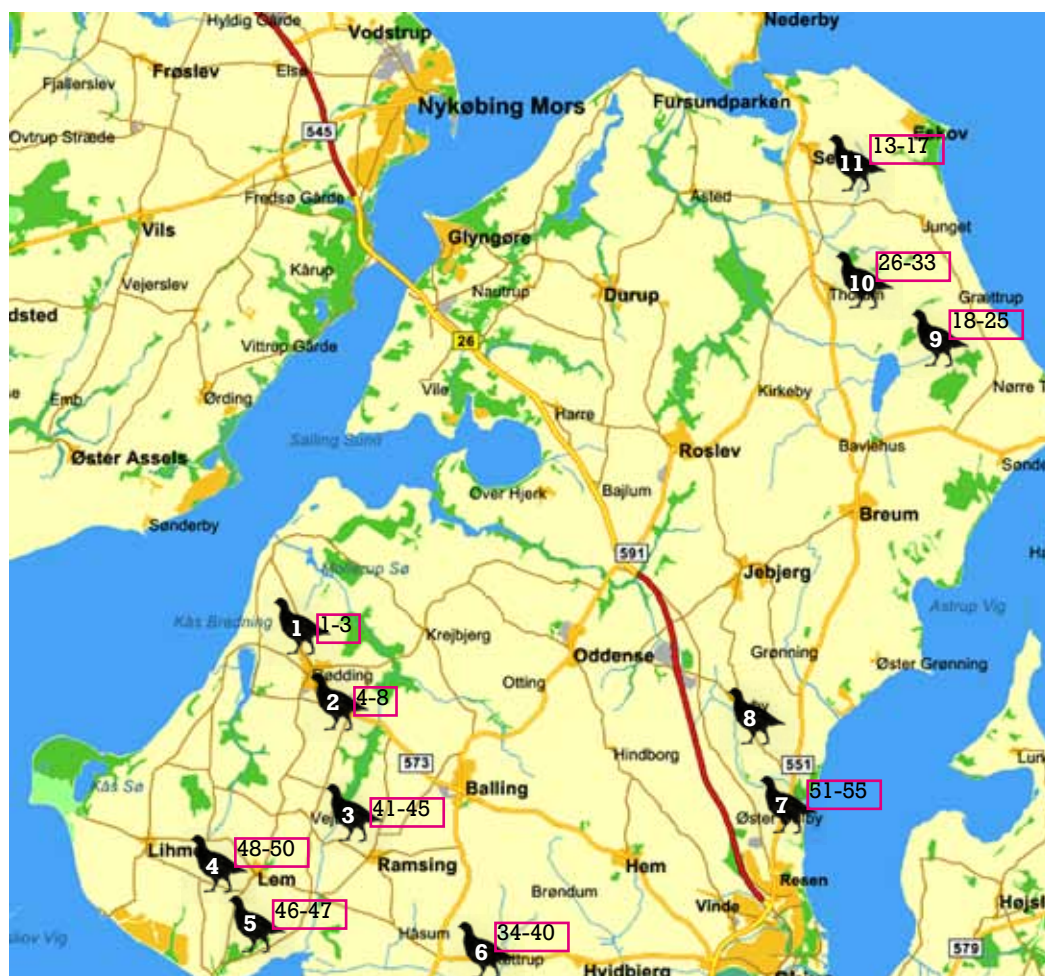 Hyldig Gårde
Vodstrup
Nederby
Frøslev
Elsø
Fjallerslev
Nykøbing Mors
Fursundparken
Eskov
Ovtrup Stræde
545
13-17
11
Fredsø Gårde
Åsted
Junget
Vils
Glyngøre
Kårup
26-33
Vejerslev
Nautrup
Durup
10
Grættrup
18-25
Vittrup Gårde
26
9
Vile
Kirkeby
Emb
Ørding
Harre
Salling Sund
Roslev
Bavlehus
Øster Assels
Over Hjerk
Bajlum
Sønderby
Breum
591
Jebjerg
Kås Bredning
1
1-3
Krejbjerg
Astrup Vig
Oddense
Grønning
Øster Grønning
2
4-8
Otting
8
Hindborg
573
551
Kås Sø
Balling
51-55
7
3
41-45
48-50
4
Lem
Ramsing
Hem
Resen
Brøndum
Vinde
46-47
5
Håsum
34-40
6
Hvidbjerg
579